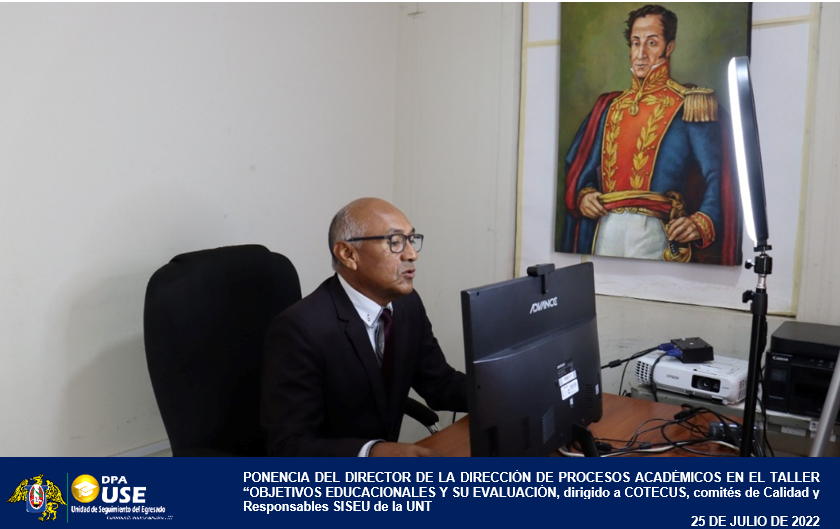 ADVANCE
DPA
USE
Unidad de Seguimiento del Egresado
PONENCIA DEL DIRECTOR DE LA DIRECCIÓN DE PROCESOS ACADÉMICOS EN EL TALLER
“OBJETIVOS EDUCACIONALES Y SU EVALUACIÓN, dirigido a COTECUS, comités de Calidad y
Responsables SISEU de la UNT
25 DE JULIO DE 2022